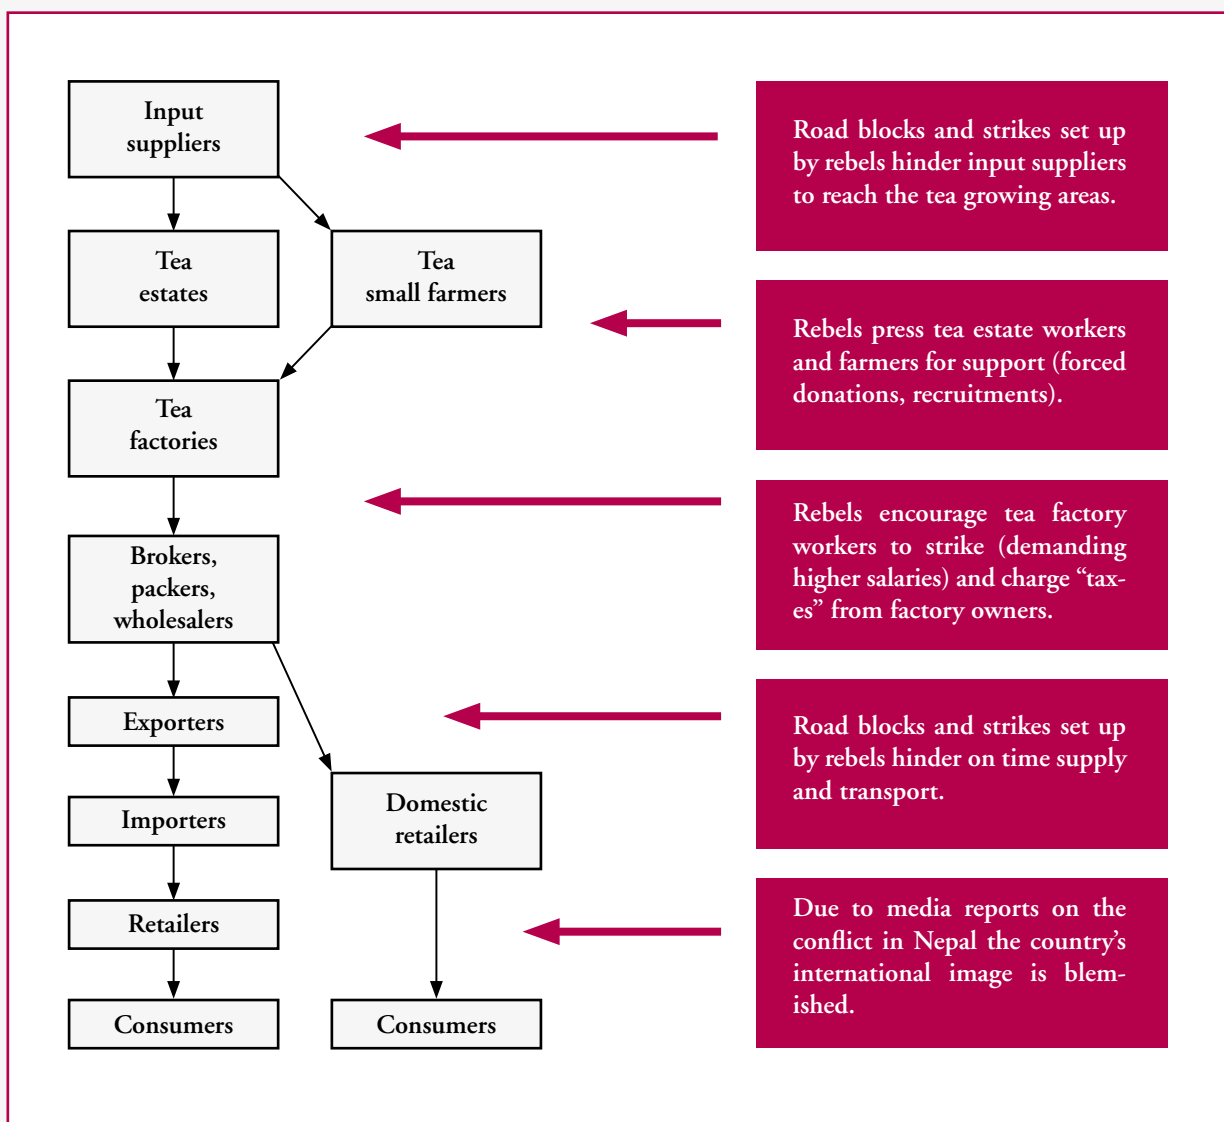 Input
suppliers
Tea
estates
Tea
small farmers
Tea
factories
Brokers,
packers,
wholesalers
Exporters
Importers
Retailers
Consumers
Domestic
retailers
Consumers
Road blocks and strikes set up
by rebels hinder input suppliers
to reach the tea growing areas.
Rebels press tea estate workers
and farmers for support (forced
donations, recruitments).
Rebels encourage tea factory
workers to strike (demanding
higher salaries) and charge “tax-
es” from factory owners.
Road blocks and strikes set up
by rebels hinder on time supply
and transport.
Due to media reports on the
conflict in Nepal the country’s
international image is blem-
ished.